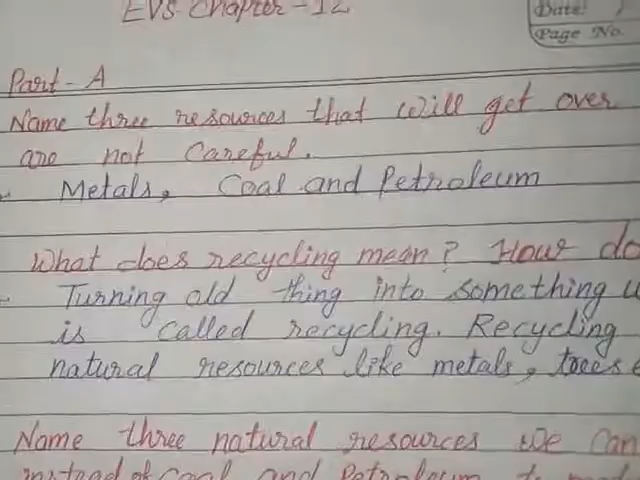 EVS Chapter - 12
Date:
Page No.
Part - A
Name three resources that will get over
are not careful.
Metals, Coal and Petroleum
What does recycling mean? How do
Turning old thing into something u
is called recycling. Recycling
natural resources like metals, trees e
Name three natural resources we can
instead of coal and Petroleum to